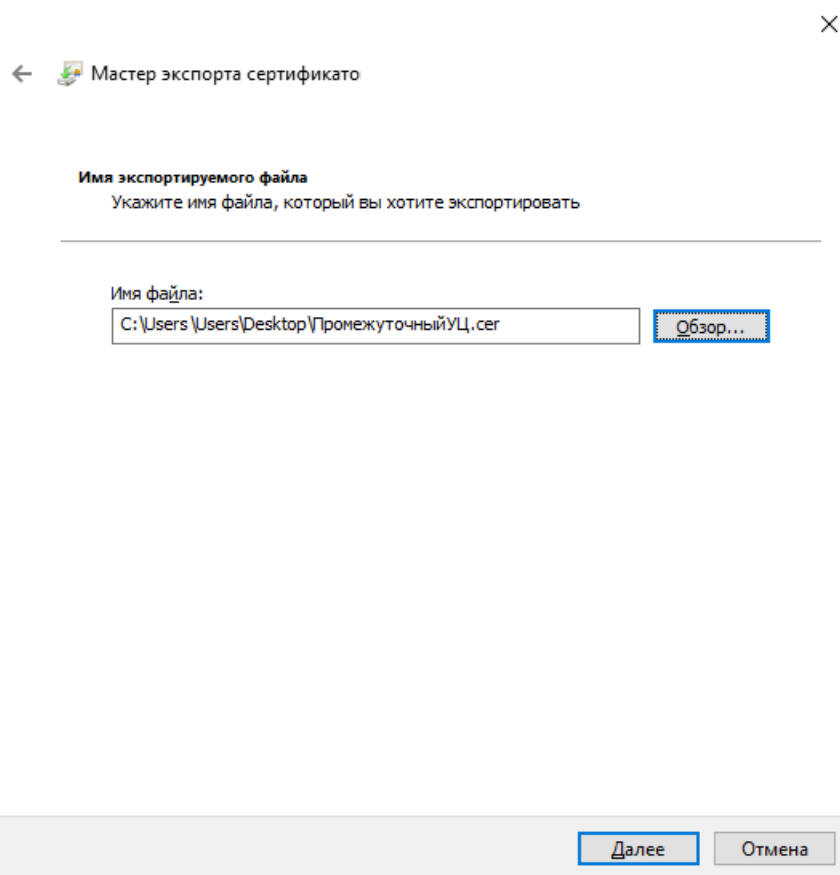 Мастер экспорта сертификато
Имя экспортируемого файла
Укажите имя файла, который вы хотите экспортировать
Имя файла:
C:\Users\Users\Desktop\ПромежуточныйУЦ.cer
Обзор...
Далее
Отмена